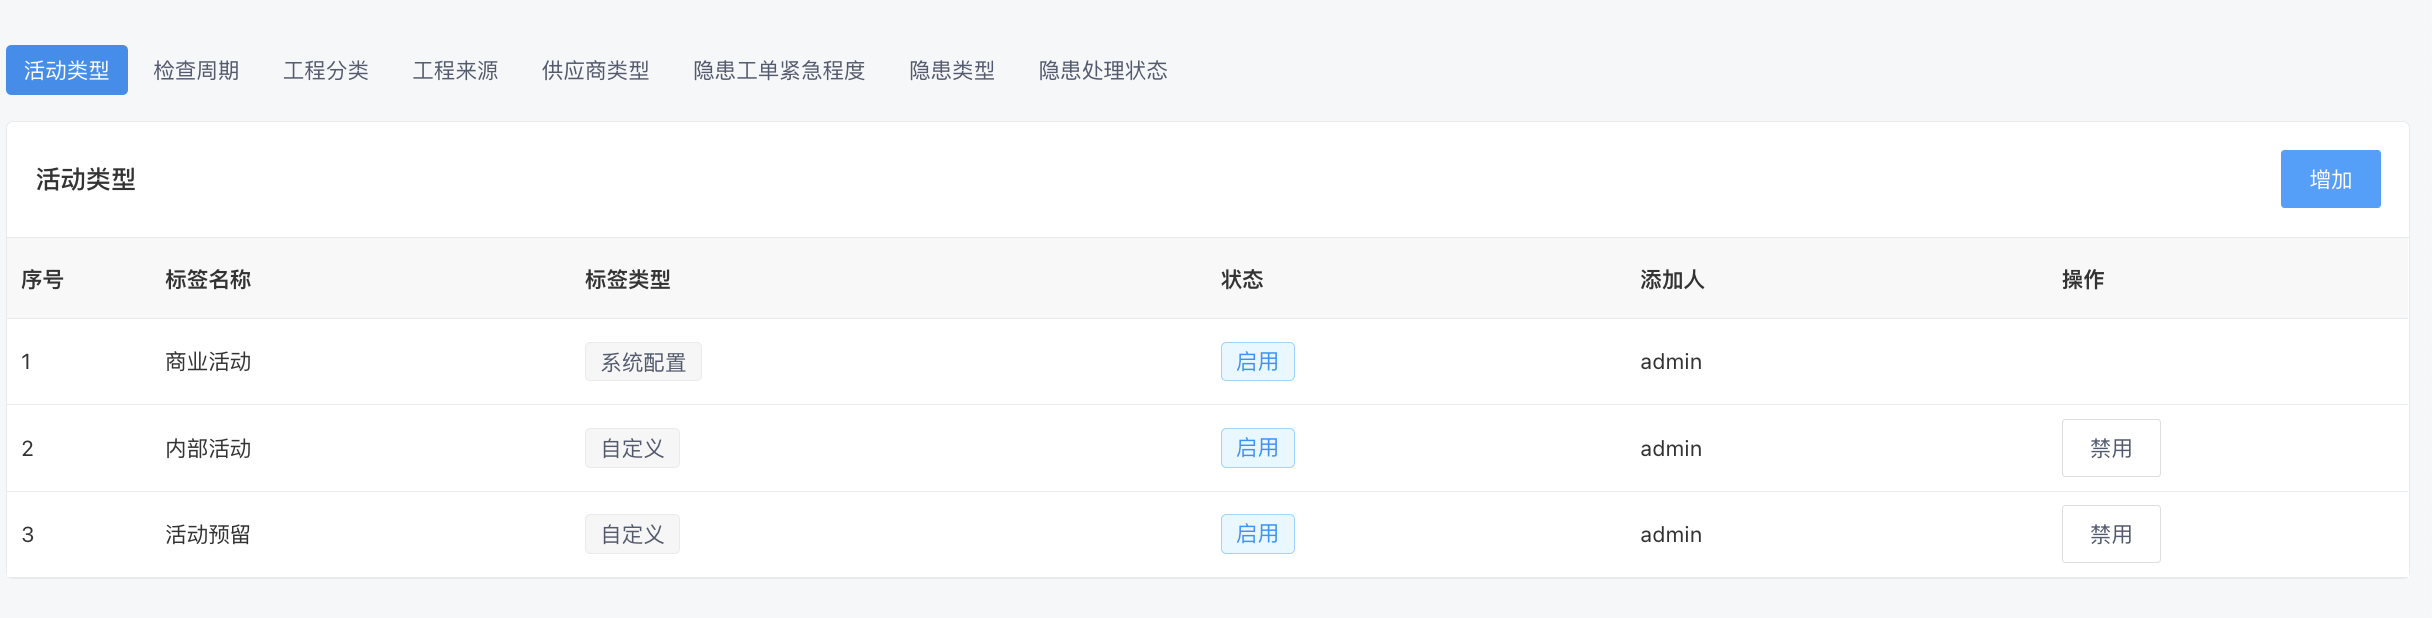 活动类型 检查周期 工程分类 工程来源 供应商类型 隐患工单紧急程度 隐患类型 隐患处理状态
活动类型 增加
序号 标签名称 标签类型 状态 添加人 操作
1 商业活动 系统配置 启用 admin
2 内部活动 自定义 启用 admin 禁用
3 活动预留 自定义 启用 admin 禁用